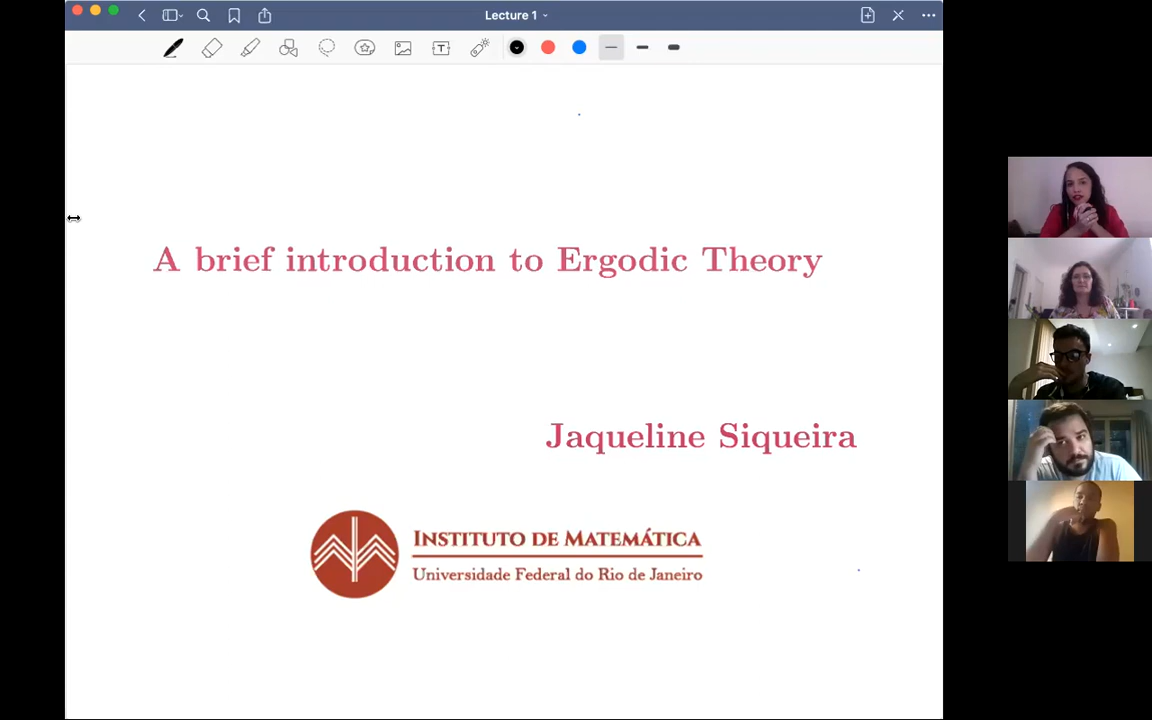 Lecture 1
T
A brief introduction to Ergodic Theory
Jaqueline Siqueira
INSTITUTO DE MATEMÁTICA
Universidade Federal do Rio de Janeiro